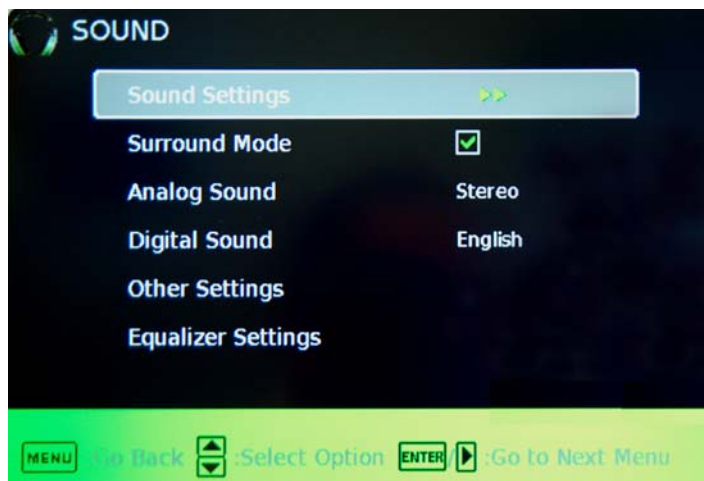 SOUND
Sound Settings
Surround Mode
Analog Sound Stereo
Digital Sound English
Other Settings
Equalizer Settings
MENU :Go Back :Select Option ENTER / :Go to Next Menu